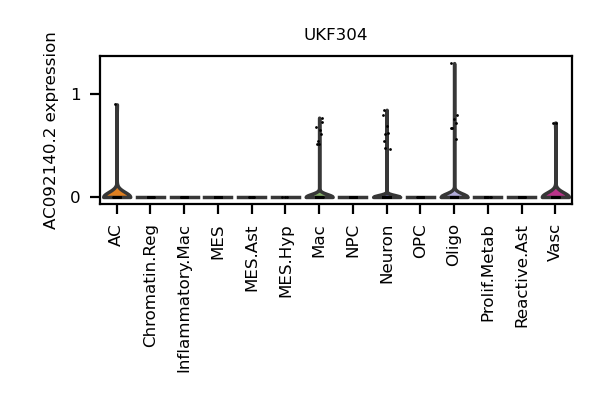 UKF304
AC092140.2 expression
1
0
AC
Chromatin.Reg
Inflammatory.Mac
MES
MES.Ast
MES.Hyp
Mac
NPC
Neuron
OPC
Oligo
Prolif.Metab
Reactive.Ast
Vasc